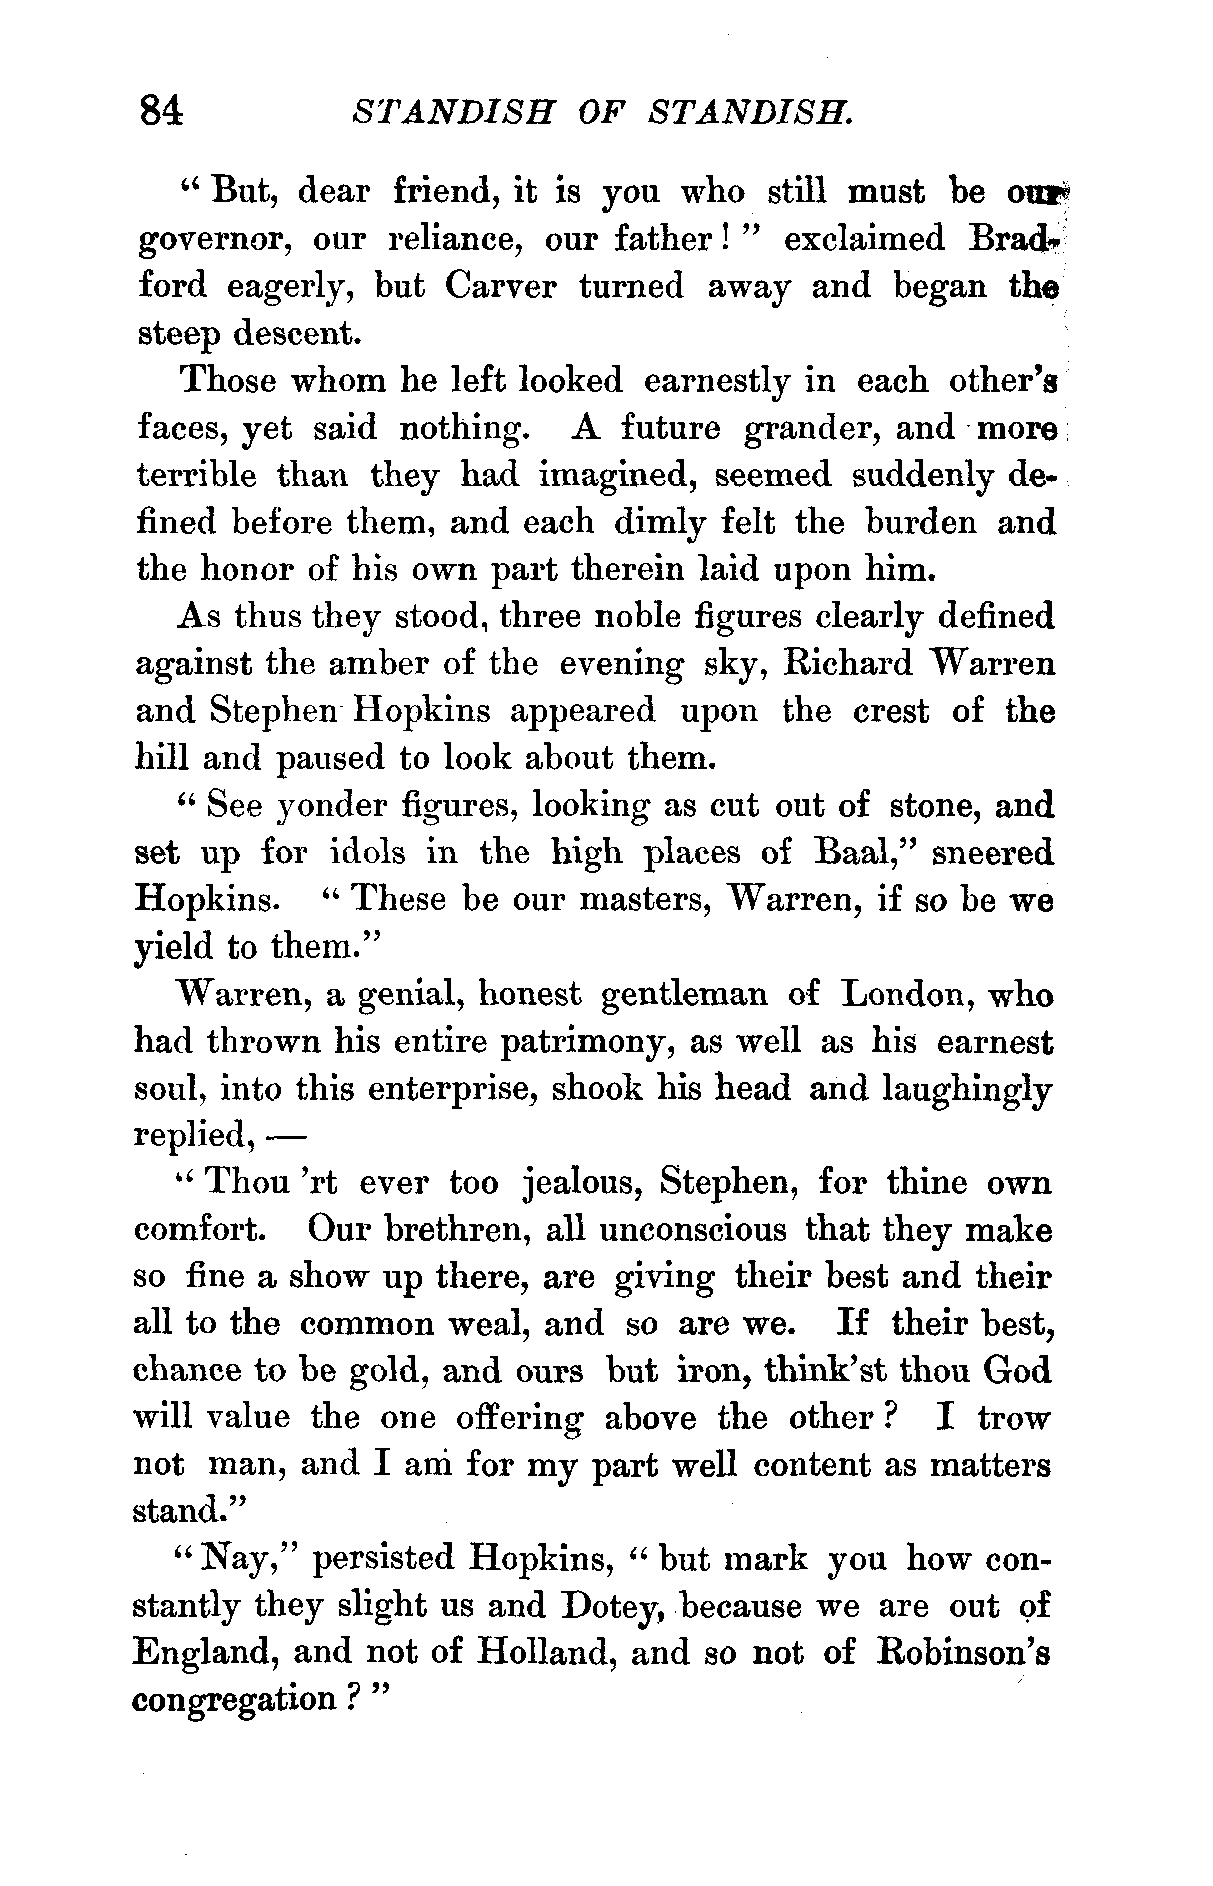 84 STANDISH OF STANDISH.
" But, dear friend, it is you who still must be our
governor, our reliance, our father ! " exclaimed Brad-
ford eagerly, but Carver turned away and began the
steep descent.
Those whom he left looked earnestly in each other's
faces, yet said nothing. A future grander, and more
terrible than they had imagined, seemed suddenly de-
fined before them, and each dimly felt the burden and
the honor of his own part therein laid upon him.
As thus they stood, three noble figures clearly defined
against the amber of the evening sky, Richard Warren
and Stephen Hopkins appeared upon the crest of the
hill and paused to look about them.
" See yonder figures, looking as cut out of stone, and
set up for idols in the high places of Baal," sneered
Hopkins. " These be our masters, Warren, if so be we
yield to them."
Warren, a genial, honest gentleman of London, who
had thrown his entire patrimony, as well as his earnest
soul, into this enterprise, shook his head and laughingly
replied, —
" Thou 'rt ever too jealous, Stephen, for thine own
comfort. Our brethren, all unconscious that they make
so fine a show up there, are giving their best and their
all to the common weal, and so are we. If their best,
chance to be gold, and ours but iron, think'st thou God
will value the one offering above the other ? I trow
not man, and I am for my part well content as matters
stand."
" Nay," persisted Hopkins, " but mark you how con-
stantly they slight us and Dotey, because we are out of
England, and not of Holland, and so not of Robinson's
congregation ? "